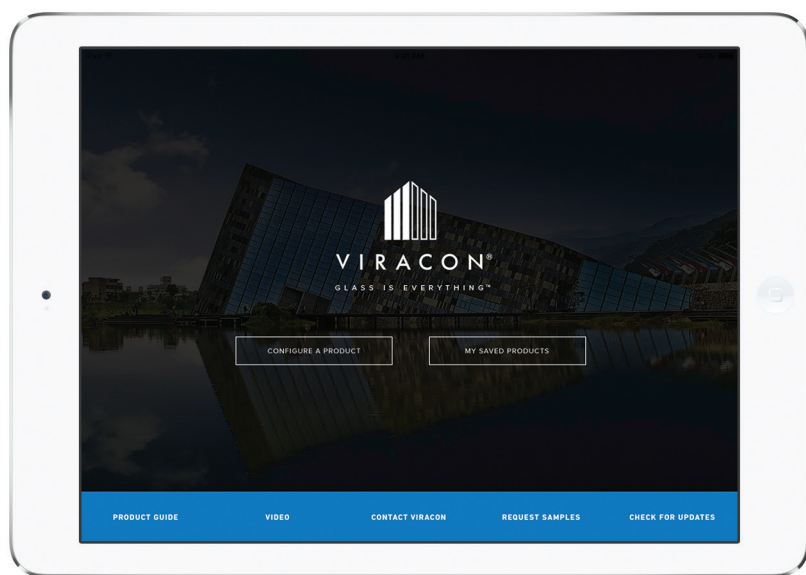 VIRACON®
GLASS IS EVERYTHING™
CONFIGURE A PRODUCT
MY SAVED PRODUCTS
PRODUCT GUIDE
VIDEO
CONTACT VIRACON
REQUEST SAMPLES
CHECK FOR UPDATES